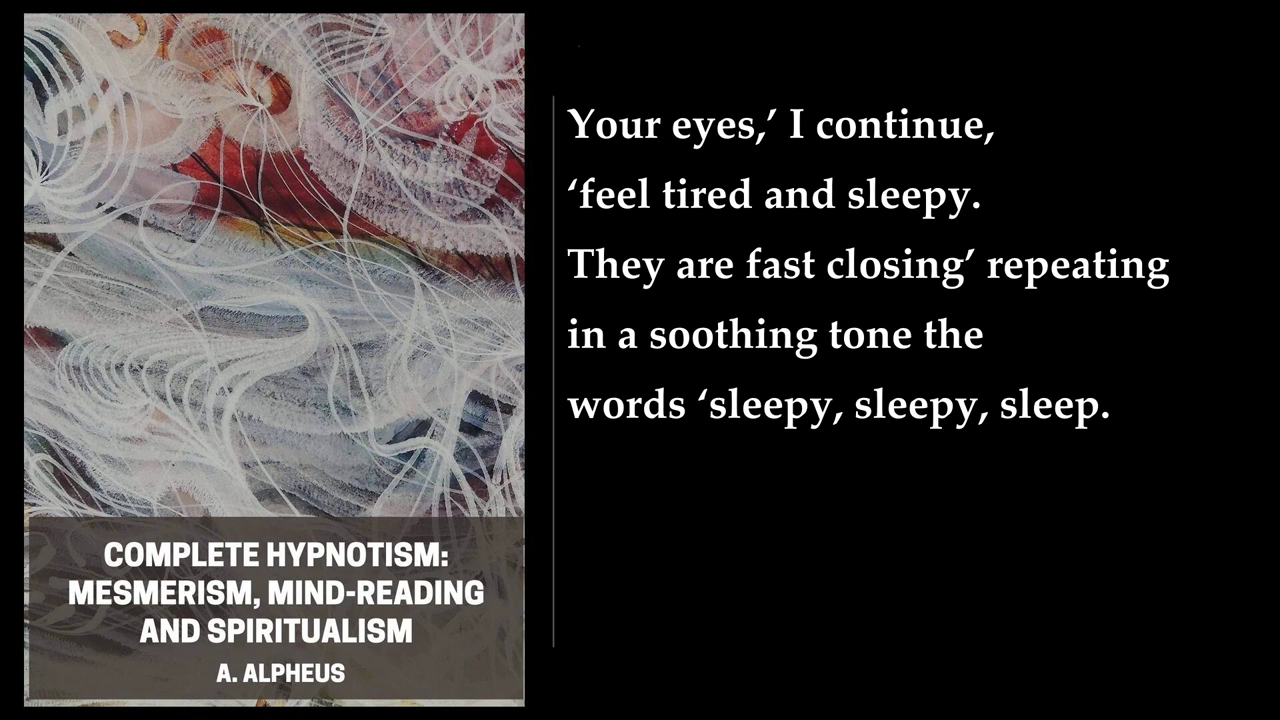 Your eyes,’ I continue,
‘feel tired and sleepy.
They are fast closing’ repeating
in a soothing tone the
words ‘sleepy, sleepy, sleep.
COMPLETE HYPNOTISM:
MESMERISM, MIND-READING
AND SPIRITUALISM
A. ALPHEUS